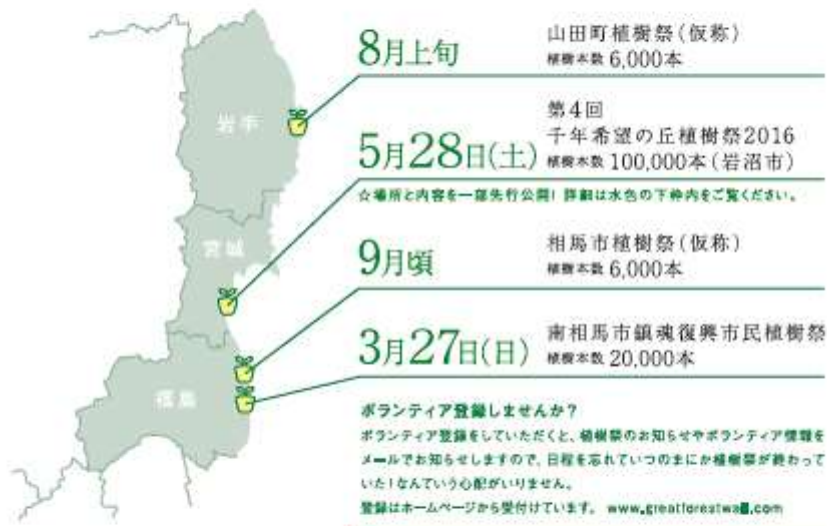 岩手
宮城
福島
8月上旬
山田町植樹祭(仮称)
植樹本数 6,000本
5月28日(土)
第4回
千年希望の丘植樹祭2016
植樹本数 100,000本(岩沼市)
☆場所と内容を一部先行公開! 詳細は水色の下枠内をご覧ください。
9月頃
相馬市植樹祭(仮称)
植樹本数 6,000本
3月27日(日)
南相馬市鎮魂復興市民植樹祭
植樹本数 20,000本
ボランティア登録しませんか?
ボランティア登録をしていただくと、植樹祭のお知らせやボランティア情報を
メールでお知らせしますので、日程を忘れていつのまにか植樹祭が終わって
いた!なんていう心配がいりません。
登録はホームページから受付けています。 www.greatforestwall.com